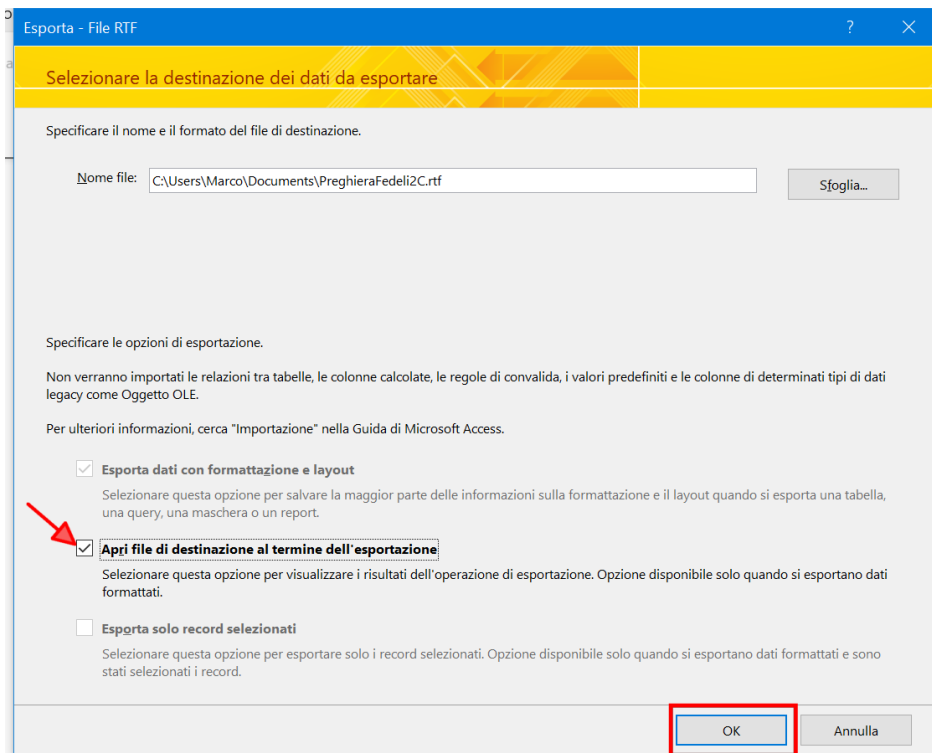 Esporta - File RTF
Selezionare la destinazione dei dati da esportare
Specificare il nome e il formato del file di destinazione.
Nome file: C:\Users\Marco\Documents\PreghieraFedeli2C.rtf Sfoglia...
Specificare le opzioni di esportazione.
Non verranno importati le relazioni tra tabelle, le colonne calcolate, le regole di convalida, i valori predefiniti e le colonne di determinati tipi di dati
legacy come Oggetto OLE.
Per ulteriori informazioni, cerca "Importazione" nella Guida di Microsoft Access.
Esporta dati con formattazione e layout
Selezionare questa opzione per salvare la maggior parte delle informazioni sulla formattazione e il layout quando si esporta una tabella,
una query, una maschera o un report.
Apri file di destinazione al termine dell'esportazione
Selezionare questa opzione per visualizzare i risultati dell'operazione di esportazione. Opzione disponibile solo quando si esportano dati
formattati.
Esporta solo record selezionati
Selezionare questa opzione per esportare solo i record selezionati. Opzione disponibile solo quando si esportano dati formattati e sono
stati selezionati i record.
OK Annulla